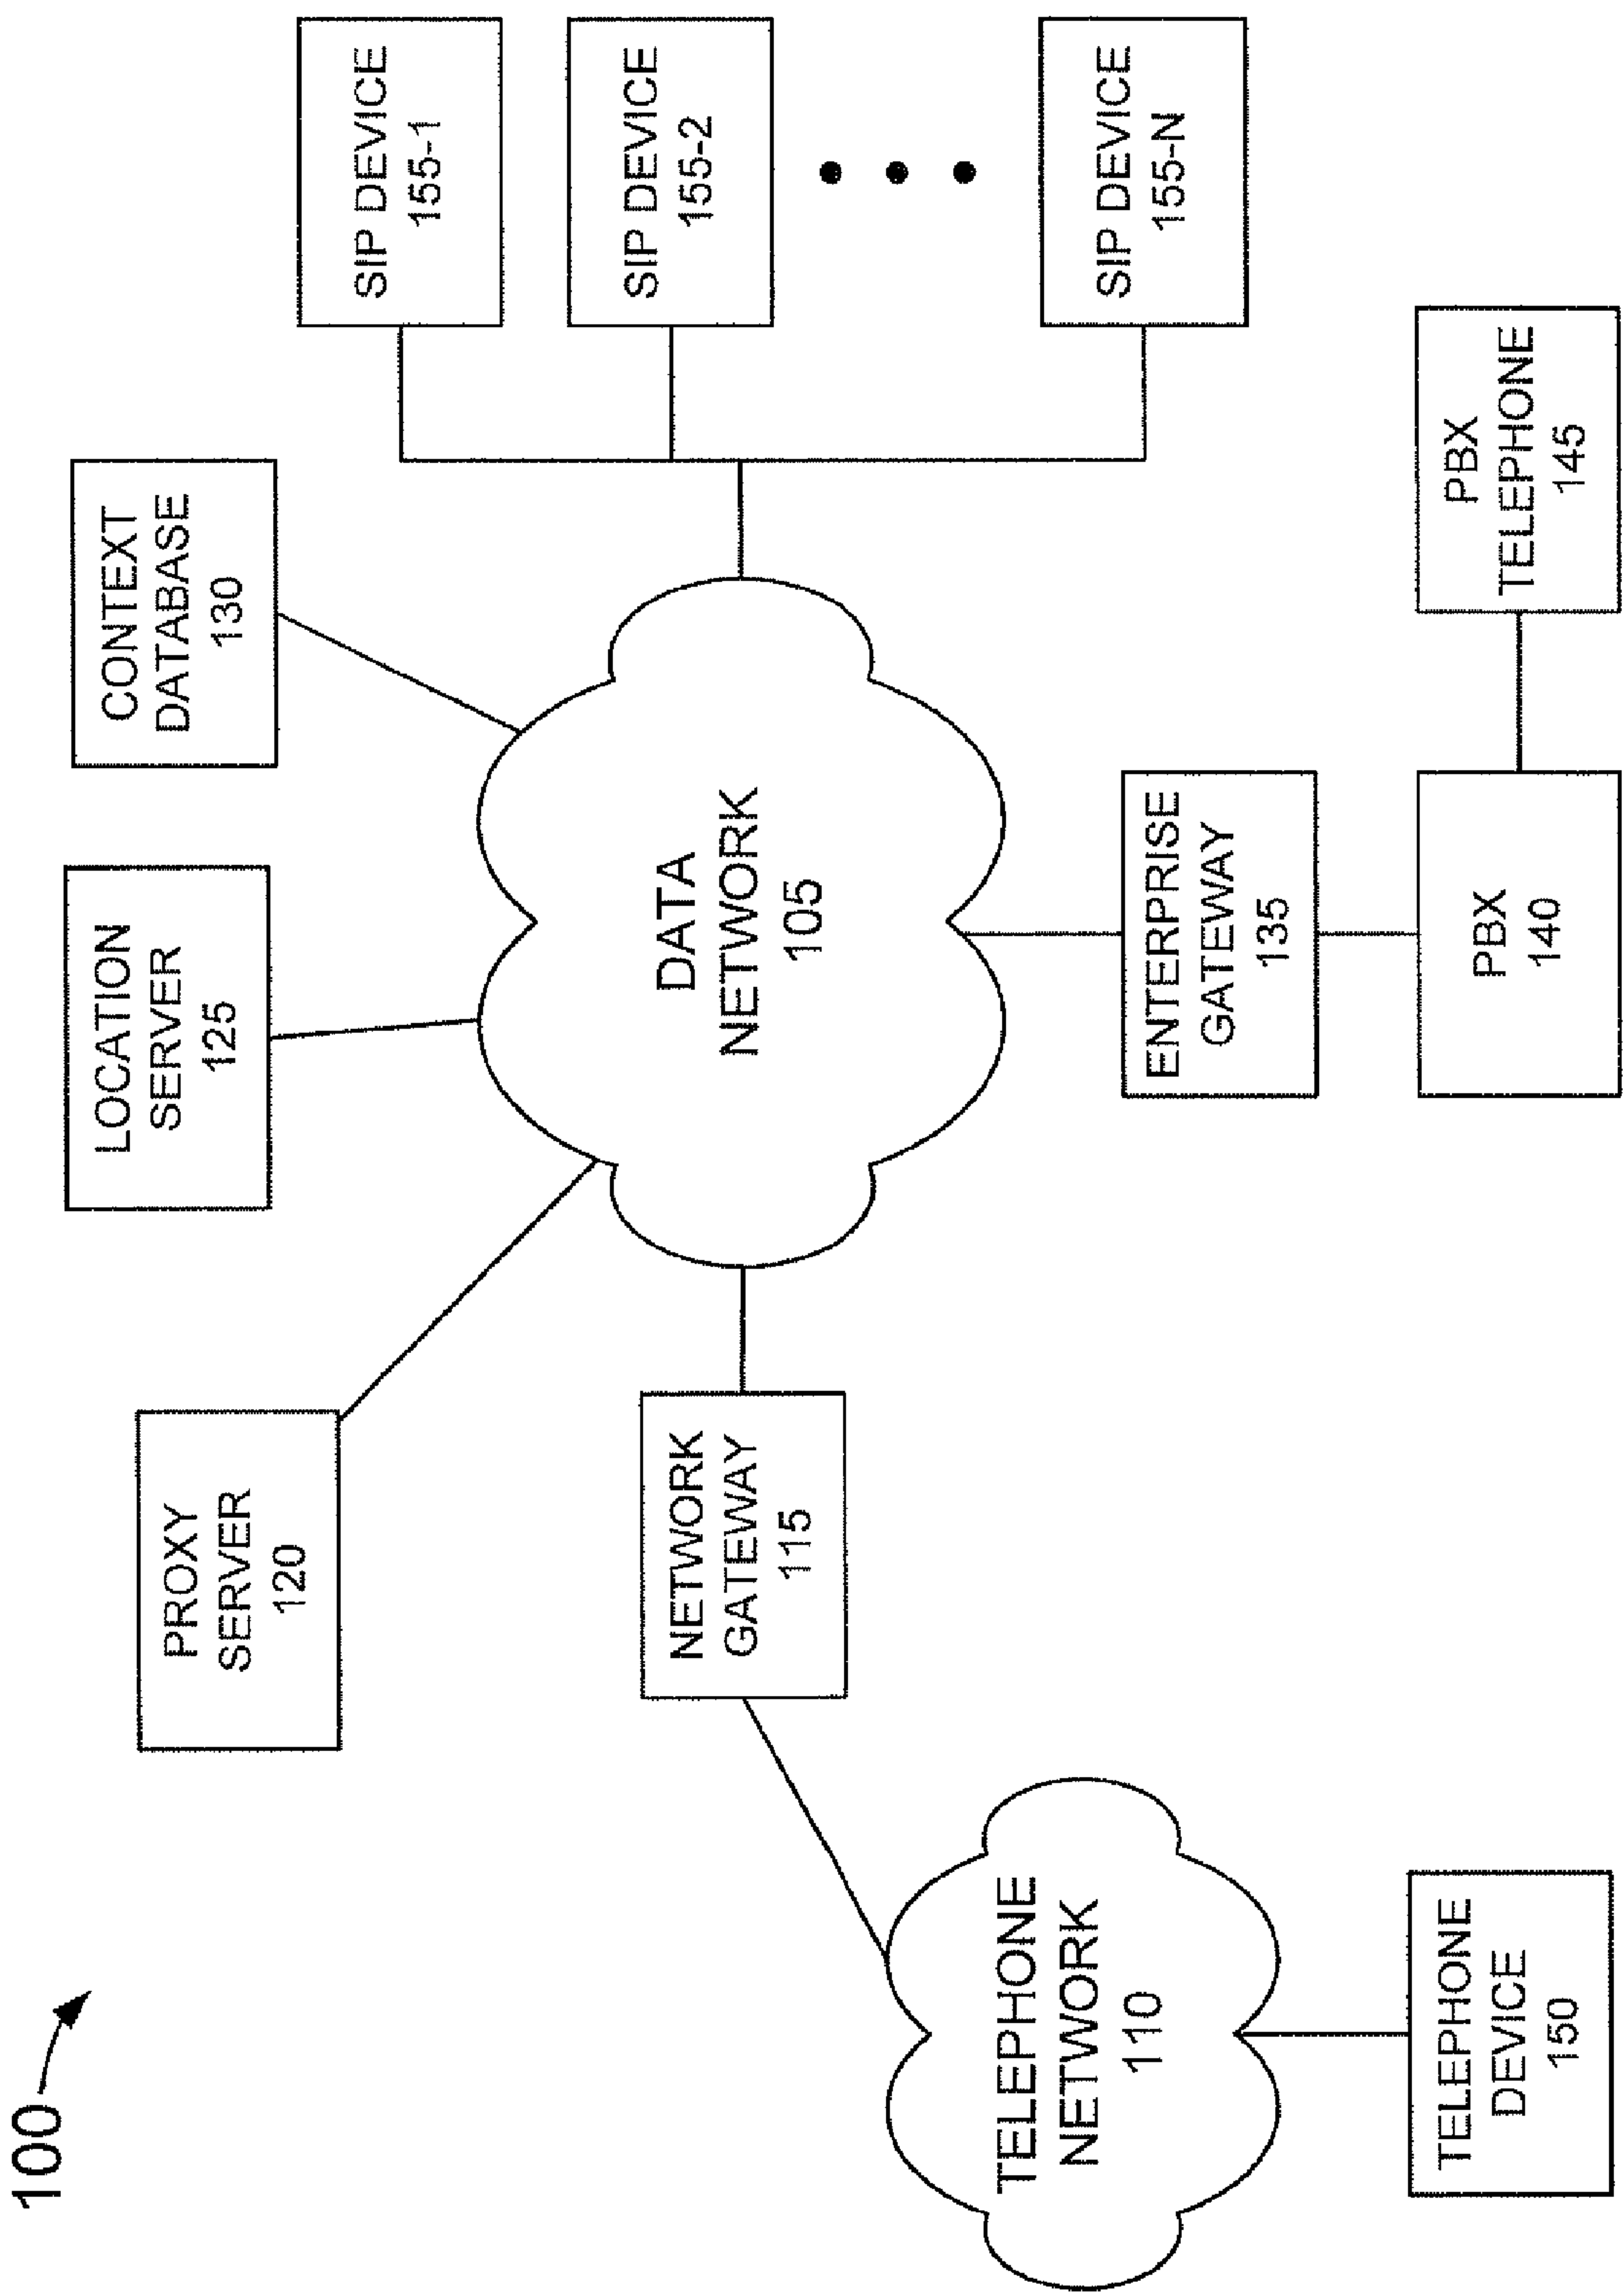 100
PROXY
SERVER
120
LOCATION
SERVER
125
CONTEXT
DATABASE
130
SIP DEVICE
155-1
SIP DEVICE
155-2
SIP DEVICE
155-N
DATA
NETWORK
105
NETWORK
GATEWAY
115
TELEPHONE
NETWORK
110
TELEPHONE
DEVICE
150
ENTERPRISE
GATEWAY
135
PBX
140
PBX
TELEPHONE
145